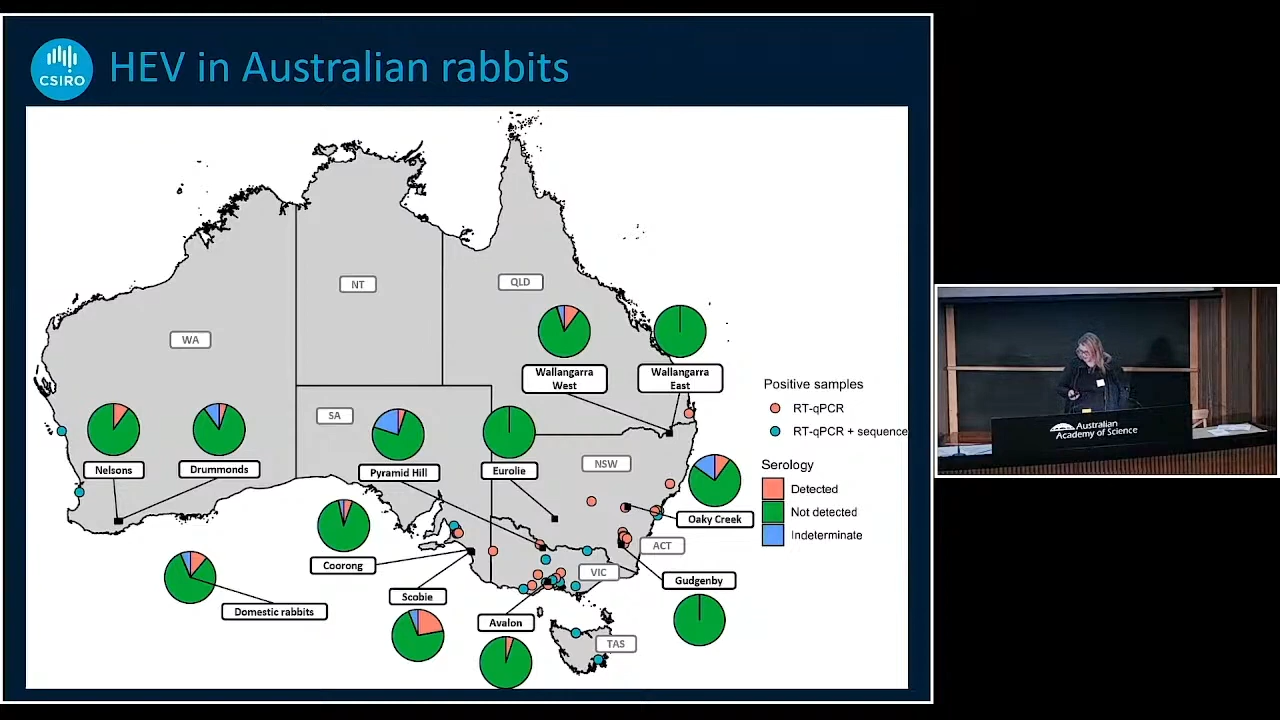 CSIRO
HEV in Australian rabbits
NT
QLD
WA
Wallangarra
West
Wallangarra
East
Positive samples
RT-qPCR
RT-qPCR + sequence
SA
Nelsons
Drummonds
Pyramid Hill
Eurolie
NSW
Serology
Detected
Not detected
Indeterminate
Oaky Creek
ACT
Coorong
VIC
Gudgenby
Scobie
Domestic rabbits
Avalon
TAS
Australian
Academy of Science